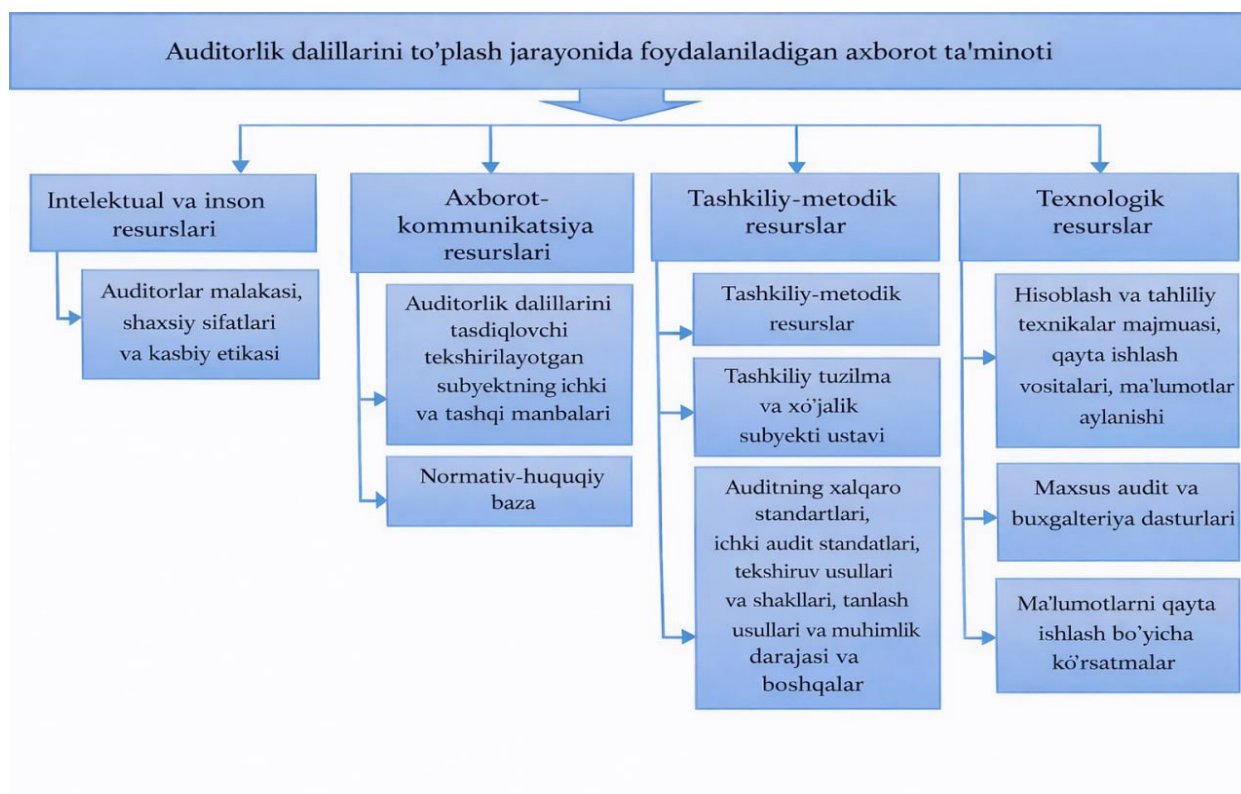 Auditorlik dalillarini to'plash jarayonida foydalaniladigan axborot ta'minoti
Intelektual va inson
resurslari
Auditorlar malakasi,
shaxsiy sifatlari
va kasbiy etikasi
Axborot-
kommunikatsiya
resurslari
Auditorlik dalillarini
tasdiqlovchi
tekshirilayotgan
subyektning ichki
va tashqi manbalari
Normativ-huquqiy
baza
Tashkiliy-metodik
resurslar
Tashkiliy-metodik
resurslar
Tashkiliy tuzilma
va xo'jalik
subyekti ustavi
Auditning xalqaro
standartlari,
ichki audit standatlari,
tekshiruv usullari
va shakllari, tanlash
usullari va muhimlik
darajasi va
boshqalar
Texnologik
resurslar
Hisoblash va tahliliy
texnikalar majmuasi,
qayta ishlash
vositalari, ma'lumotlar
aylanishi
Maxsus audit va
buxgalteriya dasturlari
Ma'lumotlarni qayta
ishlash bo'yicha
ko'rsatmalar